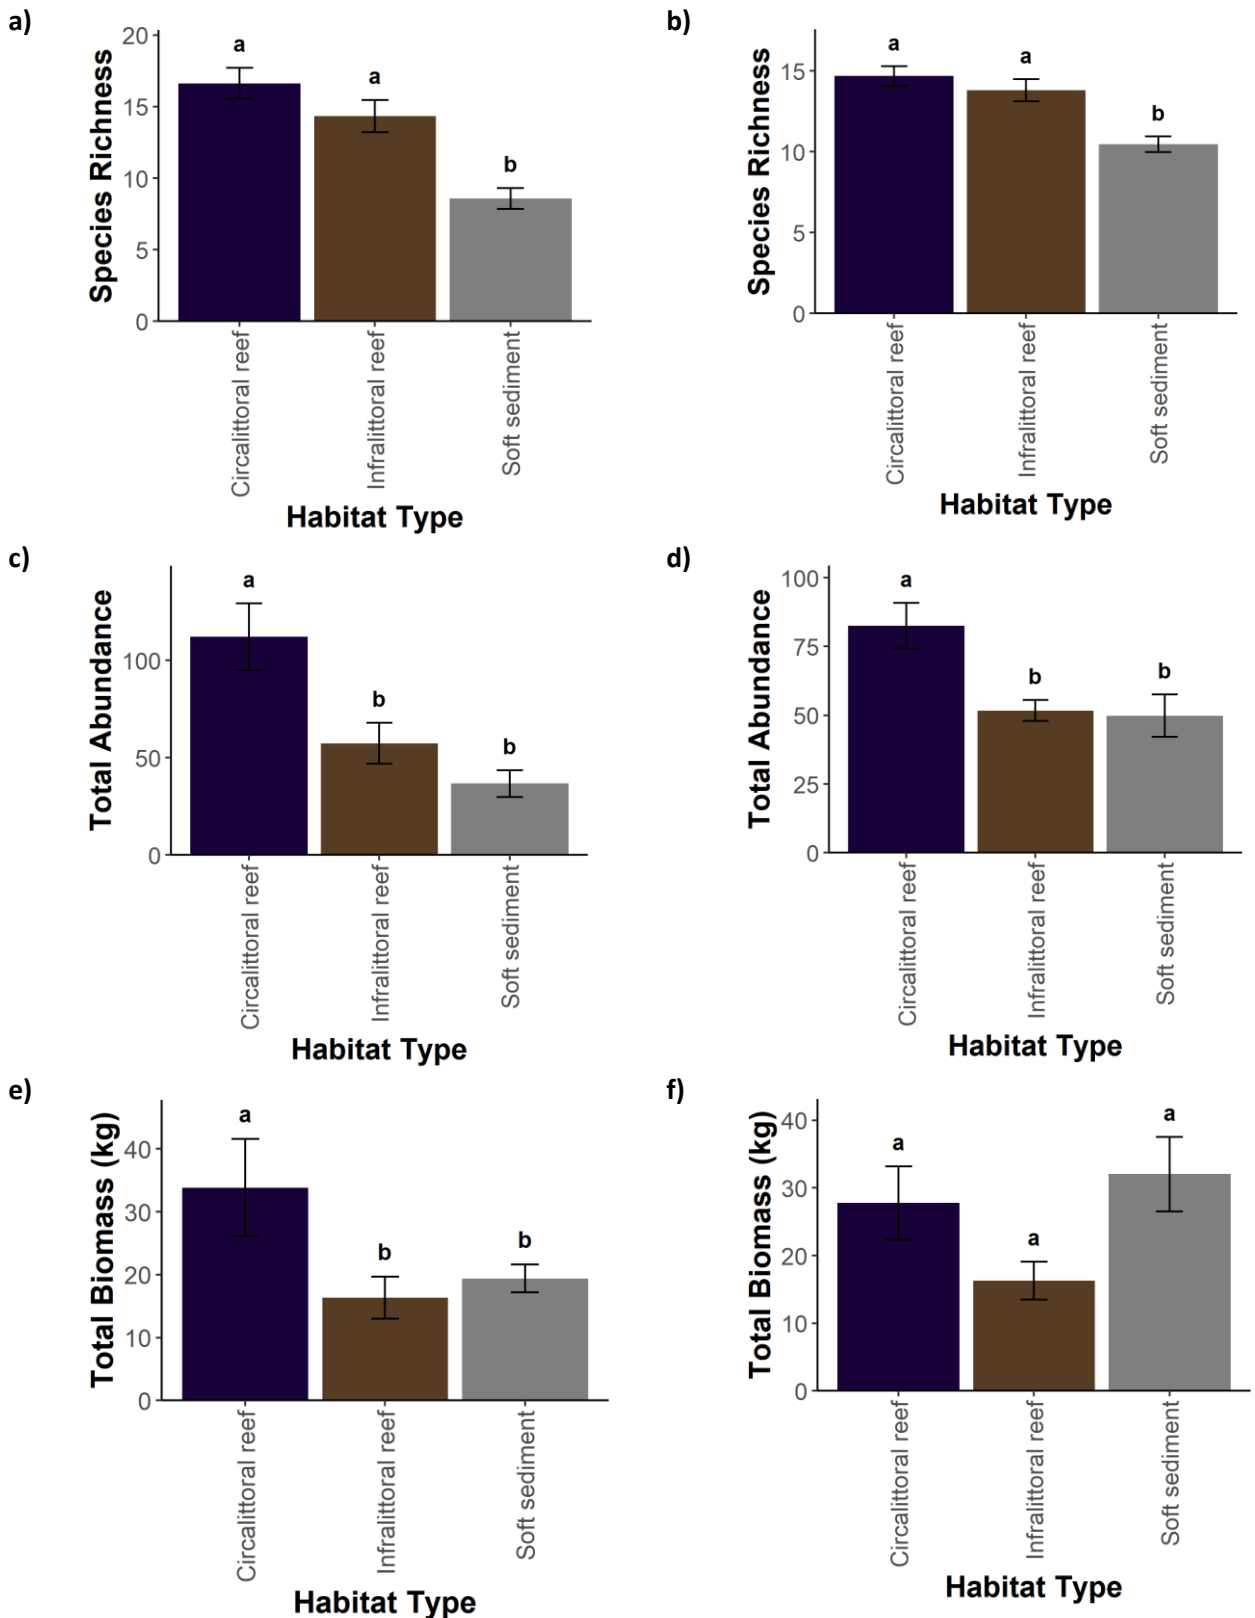 a)
Species Richness
20
15
10
5
0
a
a
b
Circalittoral reef
Infralittoral reef
Soft sediment
Habitat Type
b)
Species Richness
15
10
5
0
a
a
b
Circalittoral reef
Infralittoral reef
Soft sediment
Habitat Type
c)
Total Abundance
100
50
0
a
b
b
Circalittoral reef
Infralittoral reef
Soft sediment
Habitat Type
d)
Total Abundance
100
75
50
25
0
a
b
b
Circalittoral reef
Infralittoral reef
Soft sediment
Habitat Type
e)
Total Biomass (kg)
40
30
20
10
0
a
b
b
Circalittoral reef
Infralittoral reef
Soft sediment
Habitat Type
f)
Total Biomass (kg)
40
30
20
10
0
a
a
a
Circalittoral reef
Infralittoral reef
Soft sediment
Habitat Type